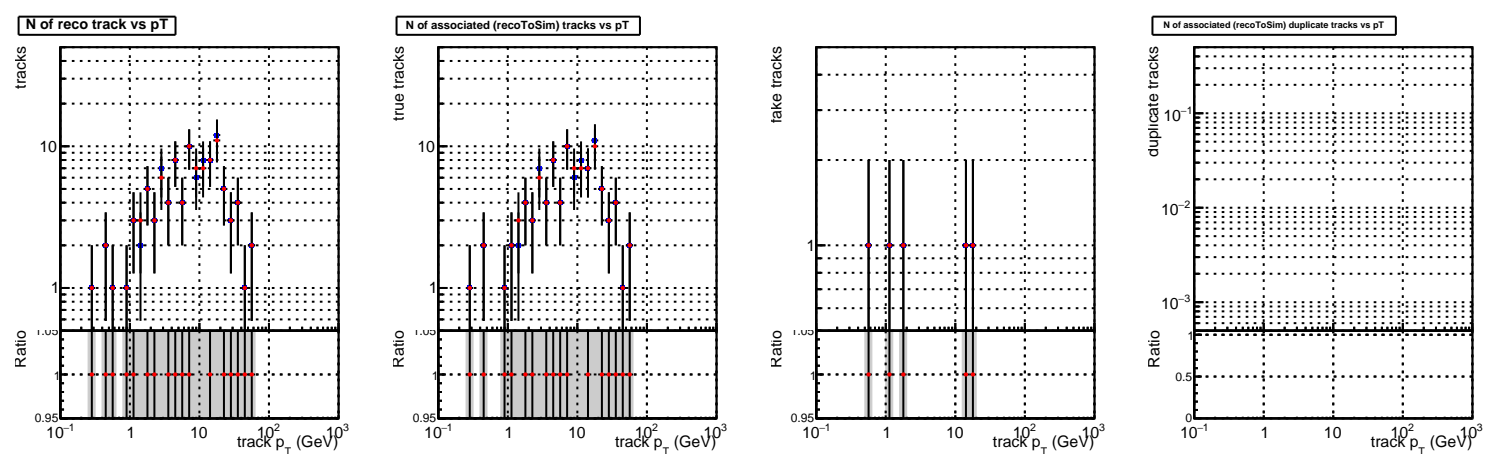 N of reco track vs pT
tracks
10
1
Ratio
1.05
1
0.95
10⁻¹ 1 10 10² 10³
track p_T (GeV)
N of associated (recoToSim) tracks vs pT
true tracks
10
1
Ratio
1.05
1
0.95
10⁻¹ 1 10 10² 10³
track p_T (GeV)
fake tracks
1
Ratio
1.05
1
0.95
10⁻¹ 1 10 10² 10³
track p_T (GeV)
N of associated (recoToSim) duplicate tracks vs pT
duplicate tracks
10⁻¹
10⁻²
10⁻³
Ratio
1
0.5
0
10⁻¹ 1 10 10² 10³
track p_T (GeV)